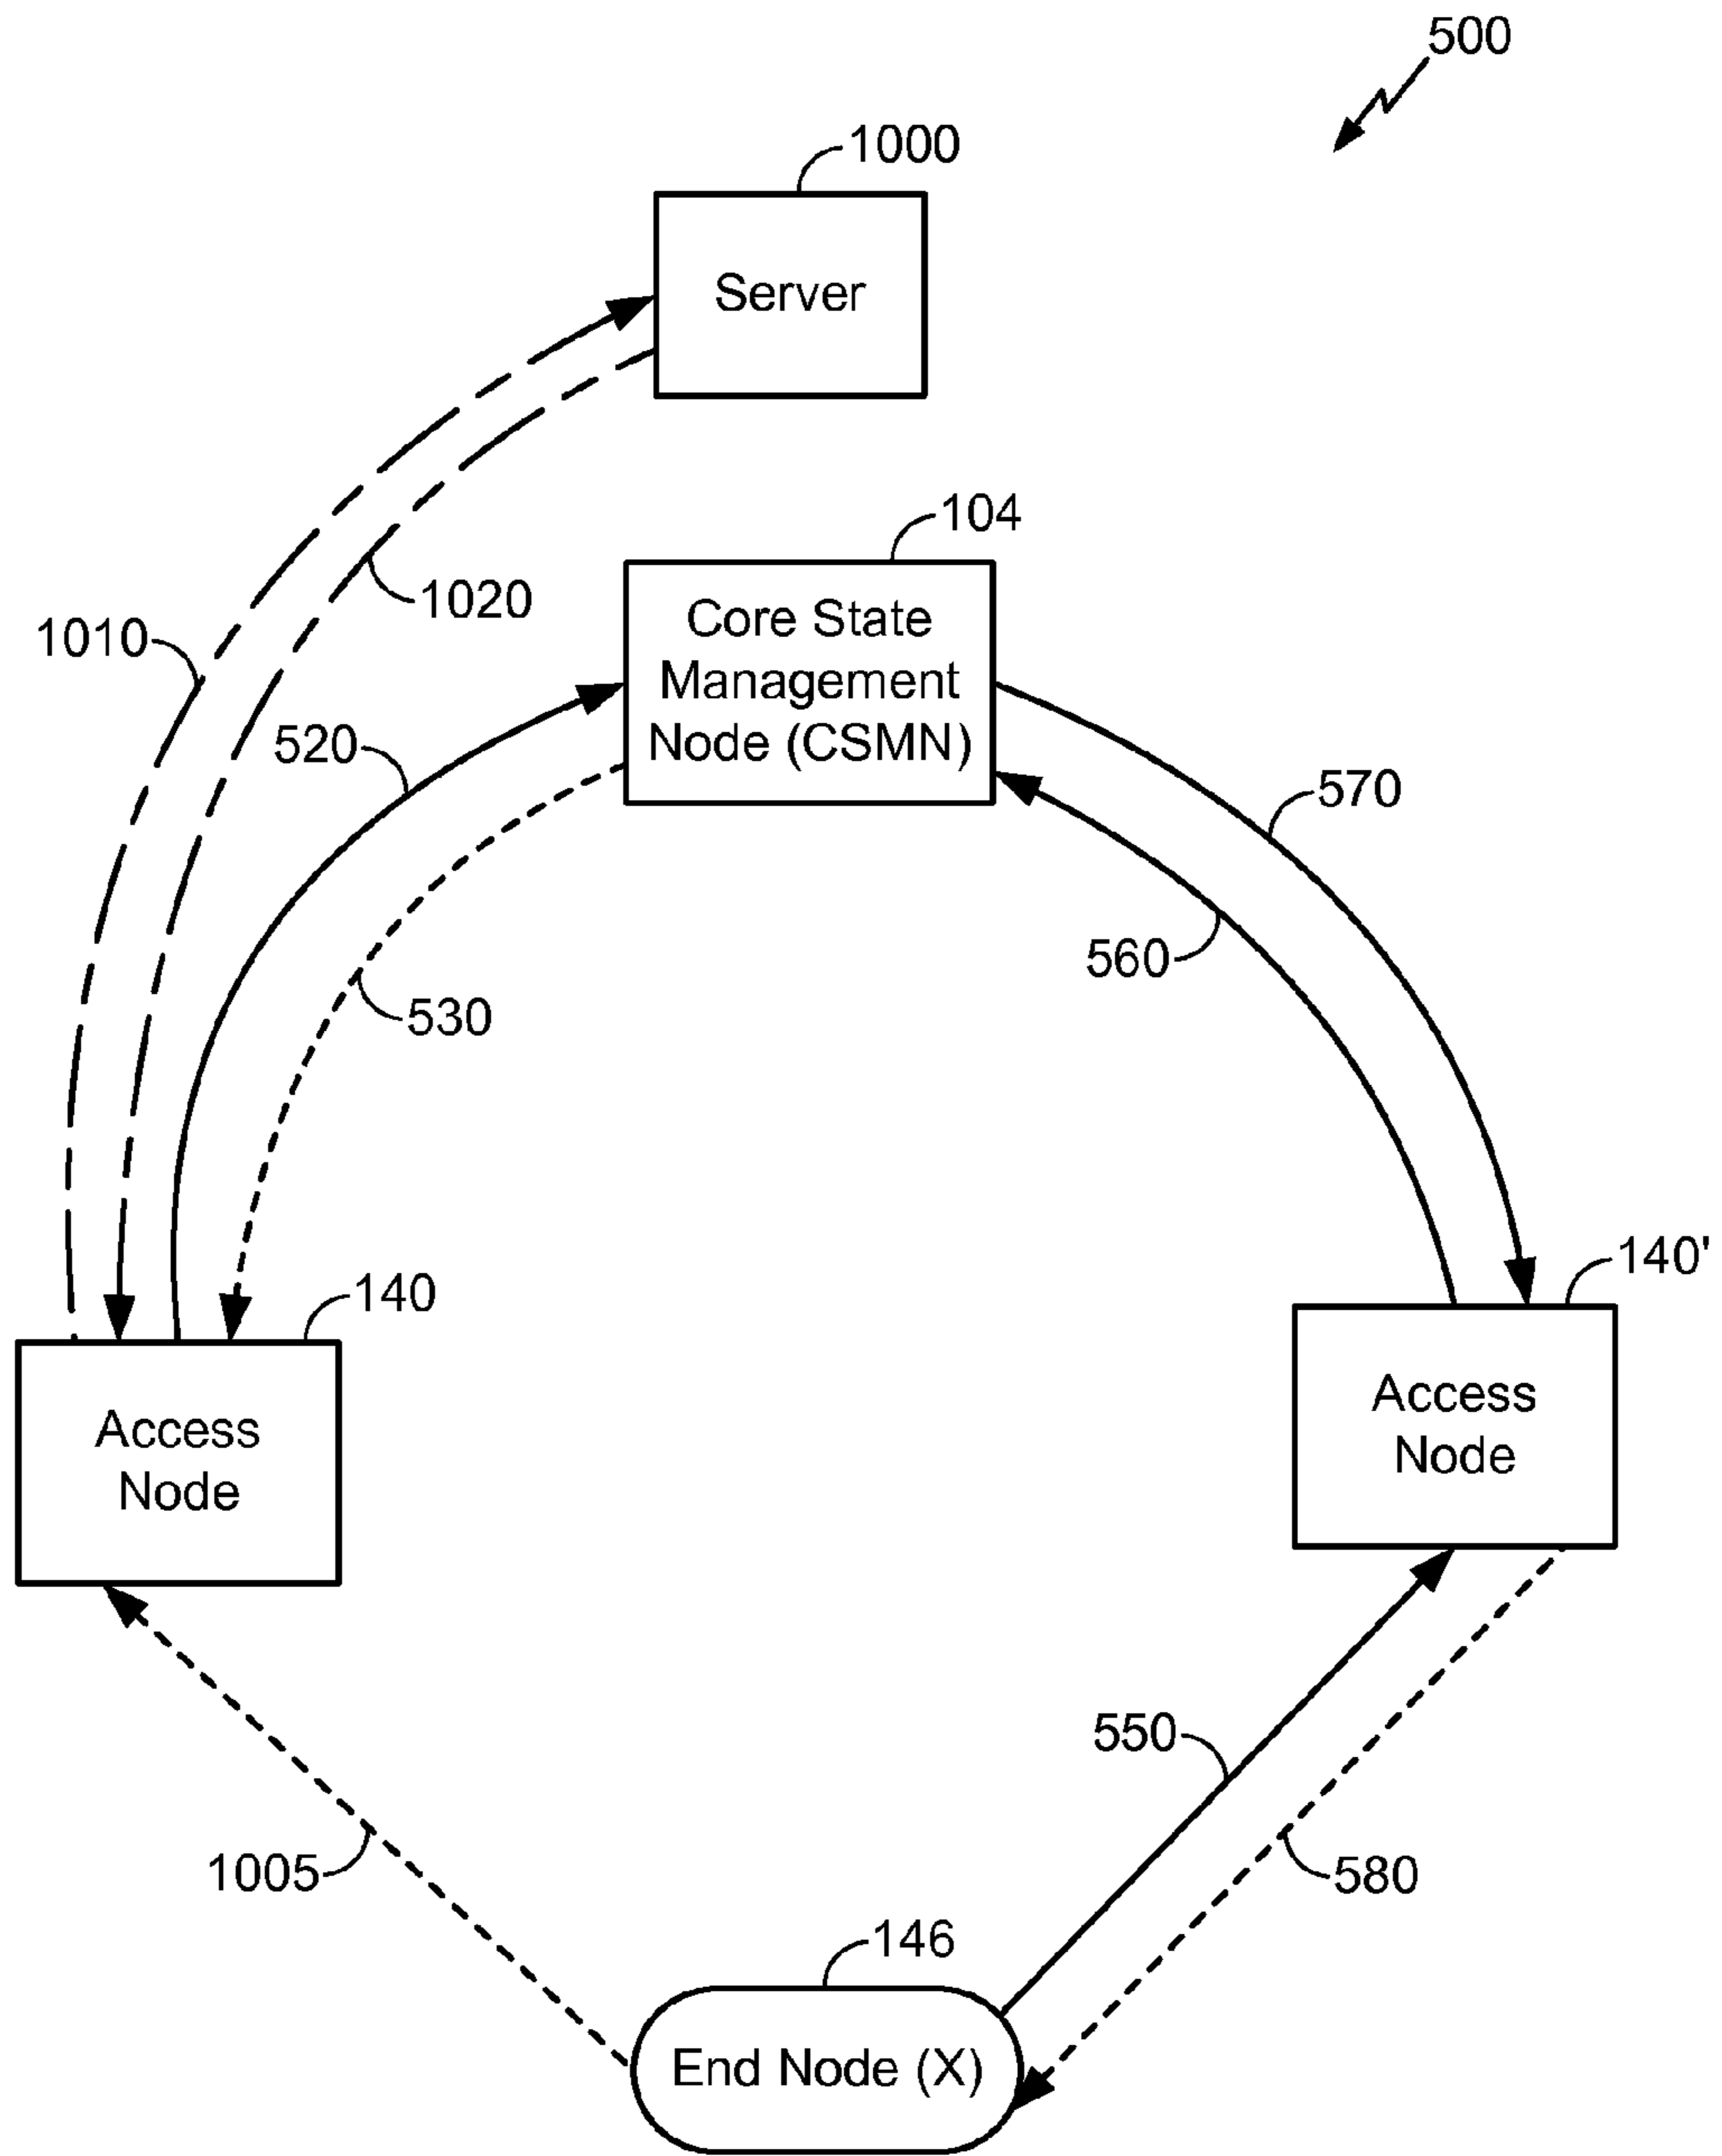 500
1000
Server
104
1020
Core State
Management
Node (CSMN)
1010
520
570
560
530
140'
140
Access
Node
Access
Node
550
1005
580
146
End Node (X)